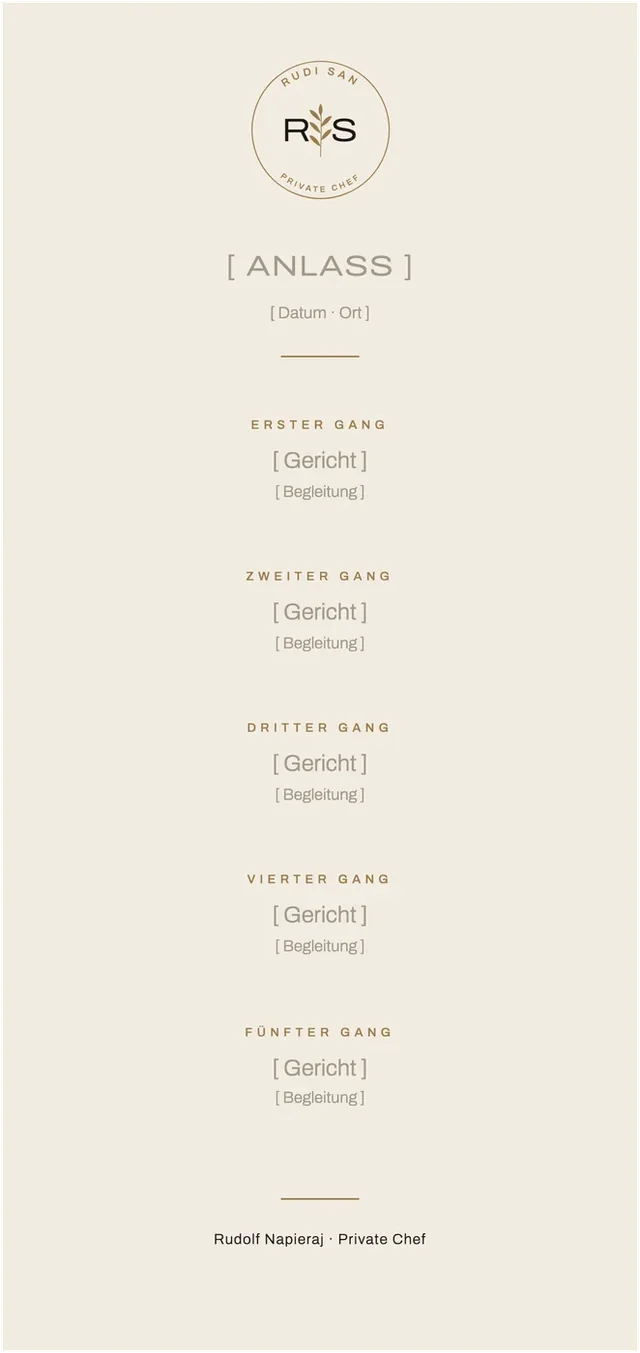 RUDI SAN
R S
PRIVATE CHEF
[ ANLASS ]
[ Datum · Ort ]
ERSTER GANG
[ Gericht ]
[ Begleitung ]
ZWEITER GANG
[ Gericht ]
[ Begleitung ]
DRITTER GANG
[ Gericht ]
[ Begleitung ]
VIERTER GANG
[ Gericht ]
[ Begleitung ]
FÜNFTER GANG
[ Gericht ]
[ Begleitung ]
Rudolf Napieraj · Private Chef